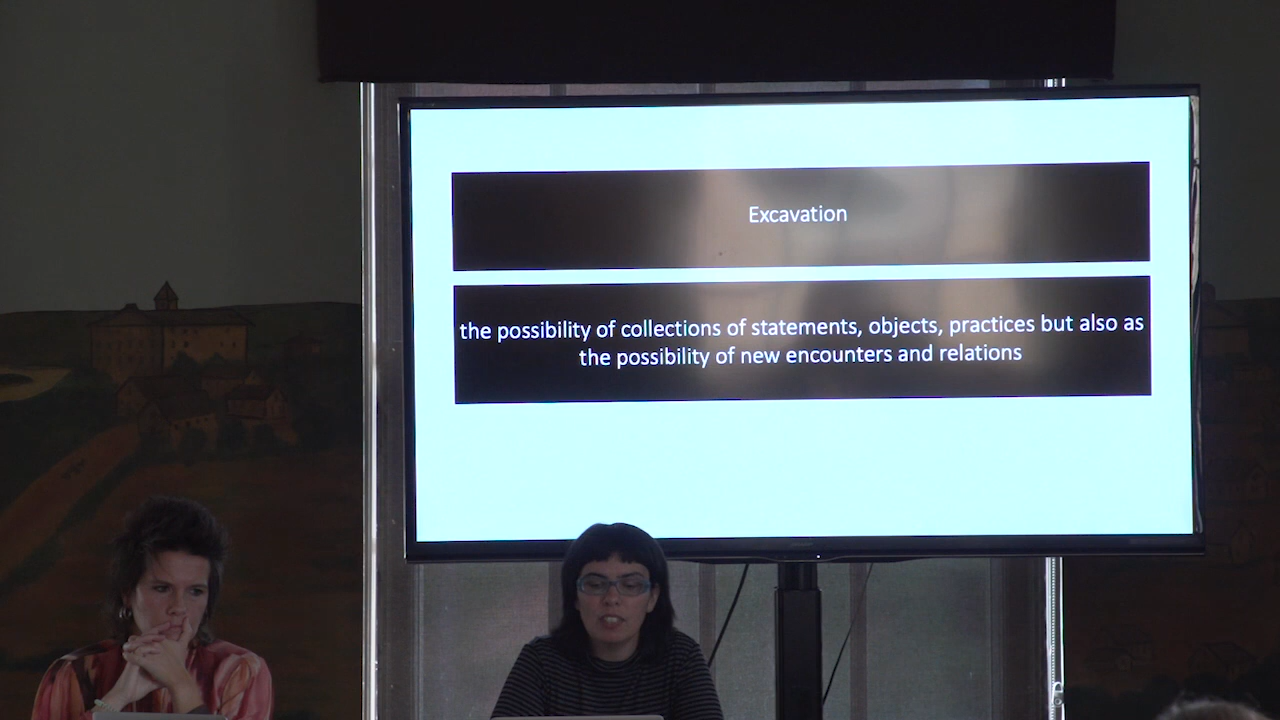 Excavation
the possibility of collections of statements, objects, practices but also as
the possibility of new encounters and relations